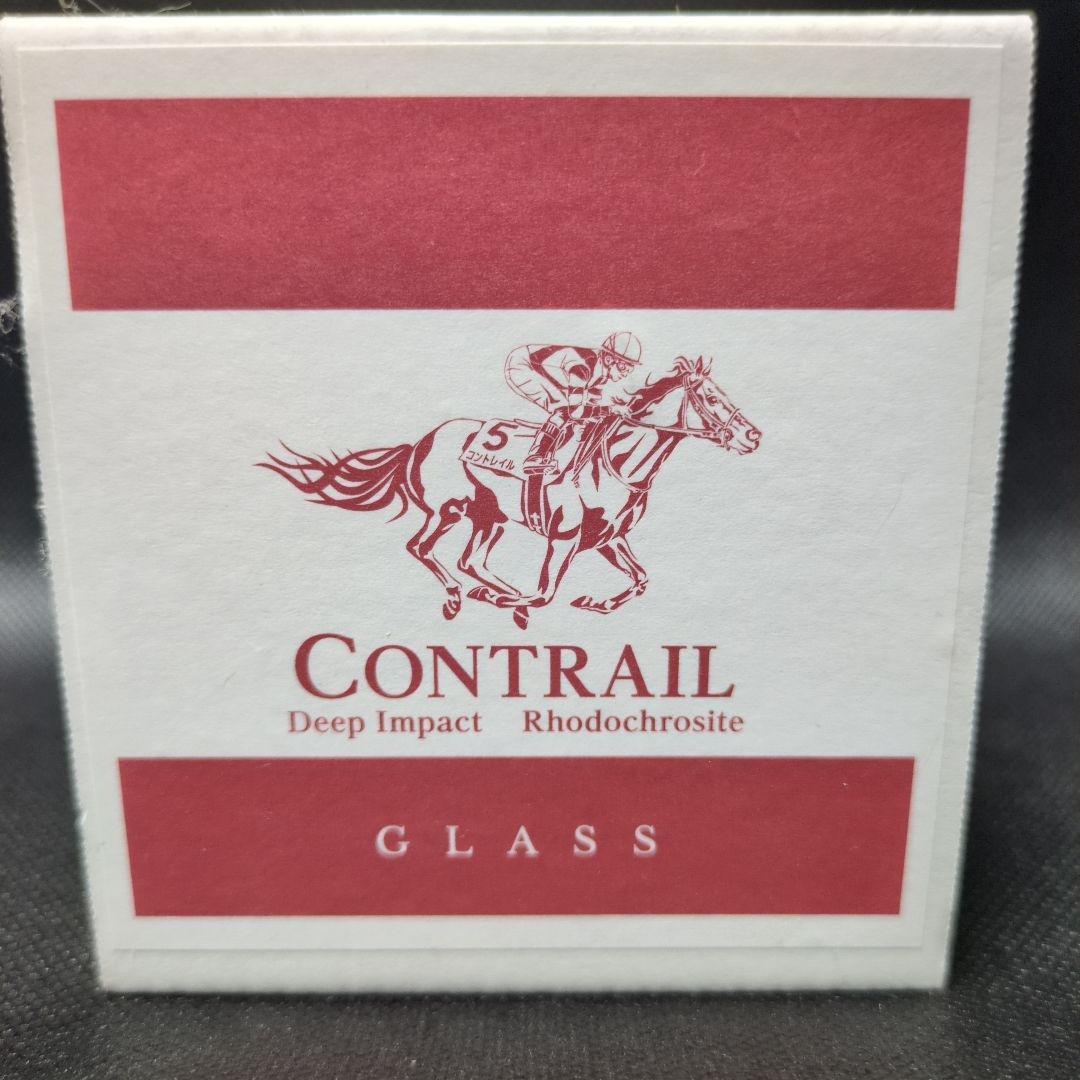 5
コントレイル
CONTRAIL
Deep Impact Rhodochrosite
GLASS